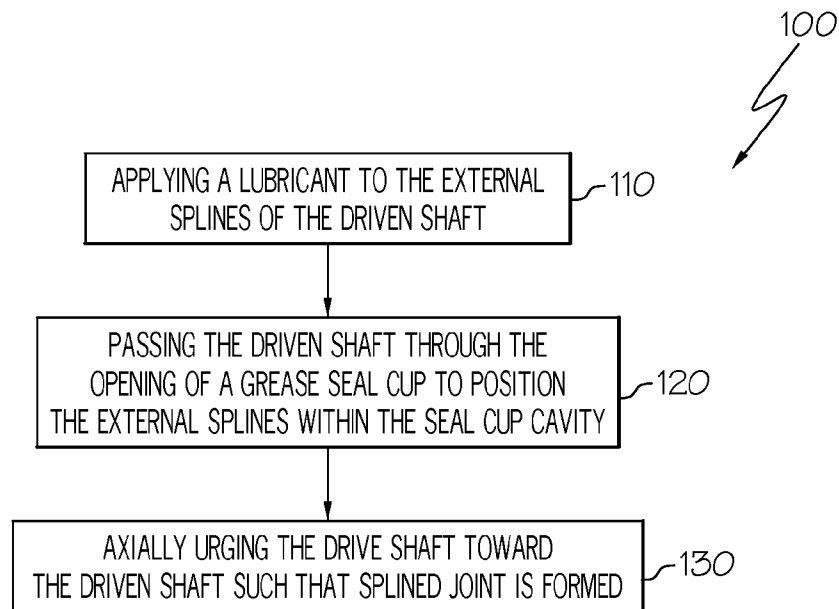 100
APPLYING A LUBRICANT TO THE EXTERNAL
SPLINES OF THE DRIVEN SHAFT
110
PASSING THE DRIVEN SHAFT THROUGH THE
OPENING OF A GREASE SEAL CUP TO POSITION
THE EXTERNAL SPLINES WITHIN THE SEAL CUP CAVITY
120
AXIALLY URGING THE DRIVE SHAFT TOWARD
THE DRIVEN SHAFT SUCH THAT SPLINED JOINT IS FORMED
130